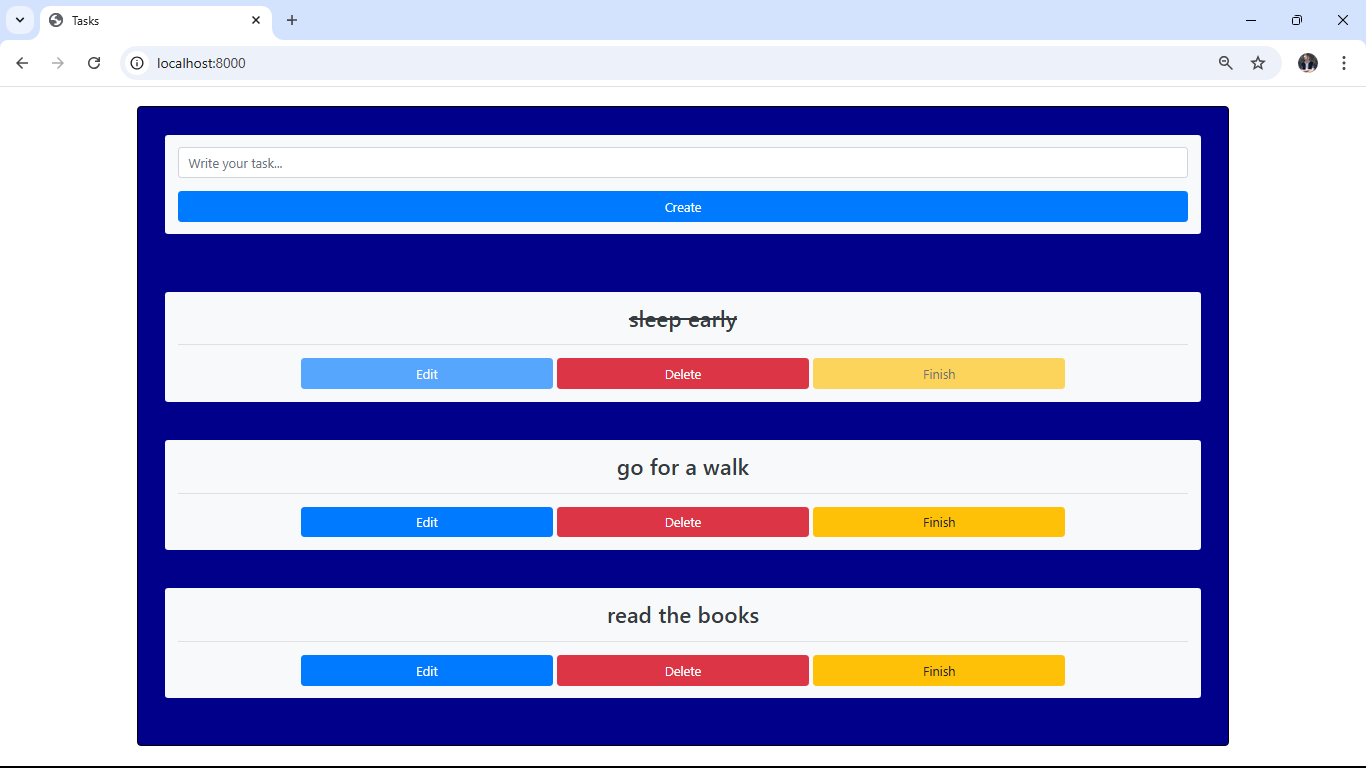 Tasks
localhost:8000
Write your task...
Create
sleep early
Edit Delete Finish
go for a walk
Edit Delete Finish
read the books
Edit Delete Finish